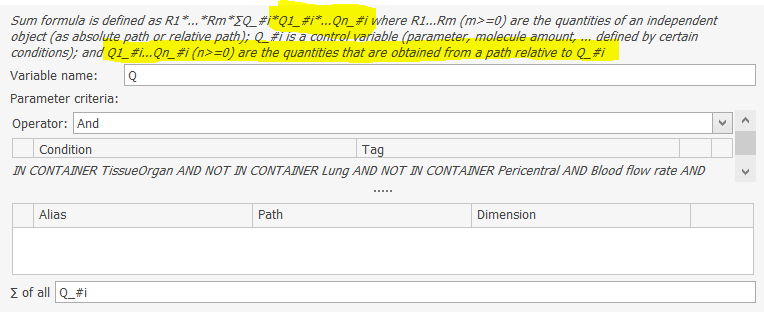 Sum formula is defined as R1*...*Rm*∑Q_#i*Q1_#i*...Qn_#i where R1...Rm (m>=0) are the quantities of an independent
object (as absolute path or relative path); Q_#i is a control variable (parameter, molecule amount, ... defined by certain
conditions); and Q1_#i...Qn_#i (n>=0) are the quantities that are obtained from a path relative to Q_#i
Variable name: Q
Parameter criteria:
Operator: And
Condition Tag
IN CONTAINER TissueOrgan AND NOT IN CONTAINER Lung AND NOT IN CONTAINER Pericentral AND Blood flow rate AND
.....
Alias Path Dimension
∑ of all Q_#i